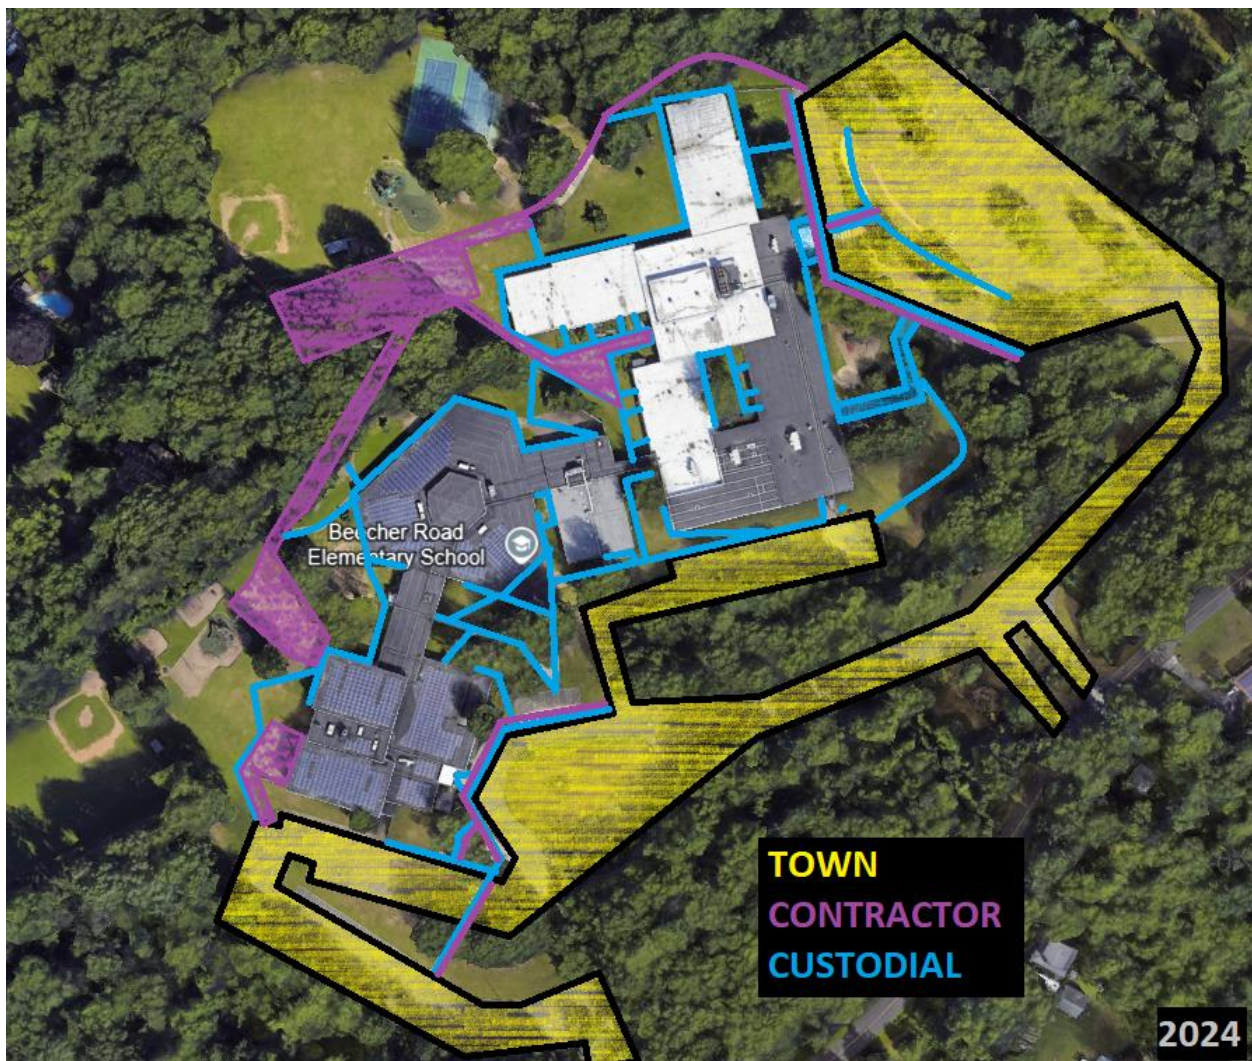 Beecher Road
Elementary School
TOWN
CONTRACTOR
CUSTODIAL
2024